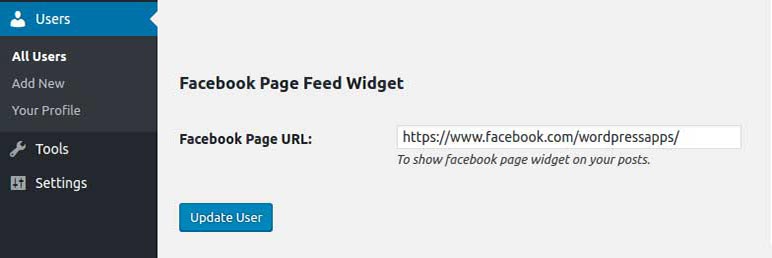 Users
All Users
Add New
Your Profile
Tools
Settings
Facebook Page Feed Widget
Facebook Page URL: https://www.facebook.com/wordpressapps/
To show facebook page widget on your posts.
Update User